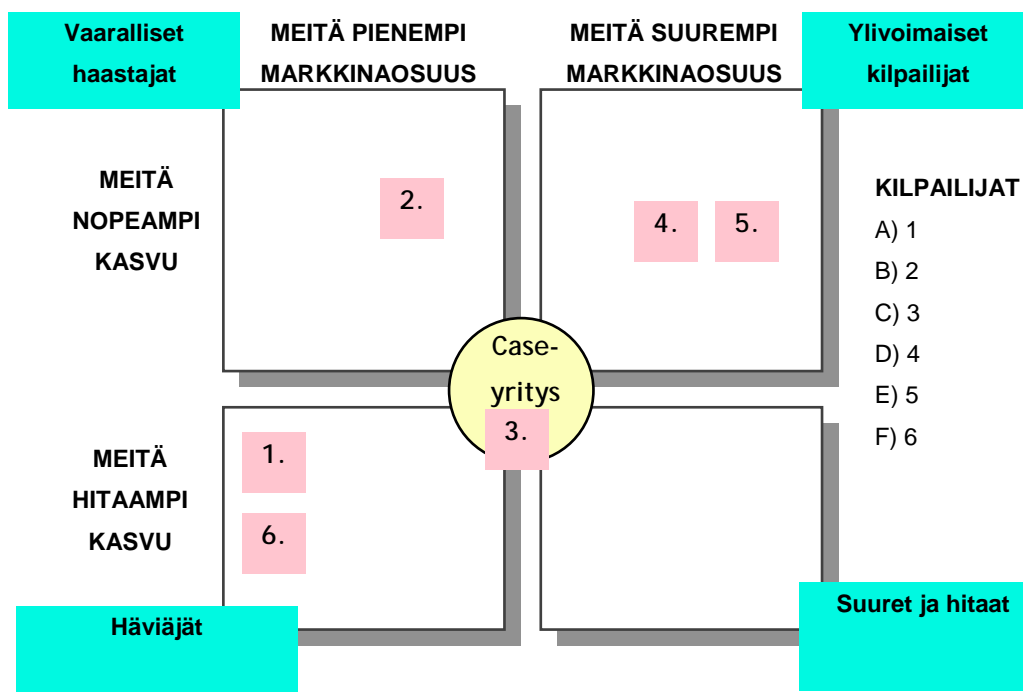 Vaaralliset
haastajat
MEITÄ PIENEMPI
MARKKINAOSUUS
MEITÄ SUUREMPI
MARKKINAOSUUS
Ylivoimaiset
kilpailijat
MEITÄ
NOPEAMPI
KASVU
2.
4.
5.
KILPAILIJAT
A) 1
B) 2
C) 3
D) 4
E) 5
F) 6
Case-
yritys
3.
MEITÄ
HITAAMPI
KASVU
1.
6.
Häviäjät
Suuret ja hitaat